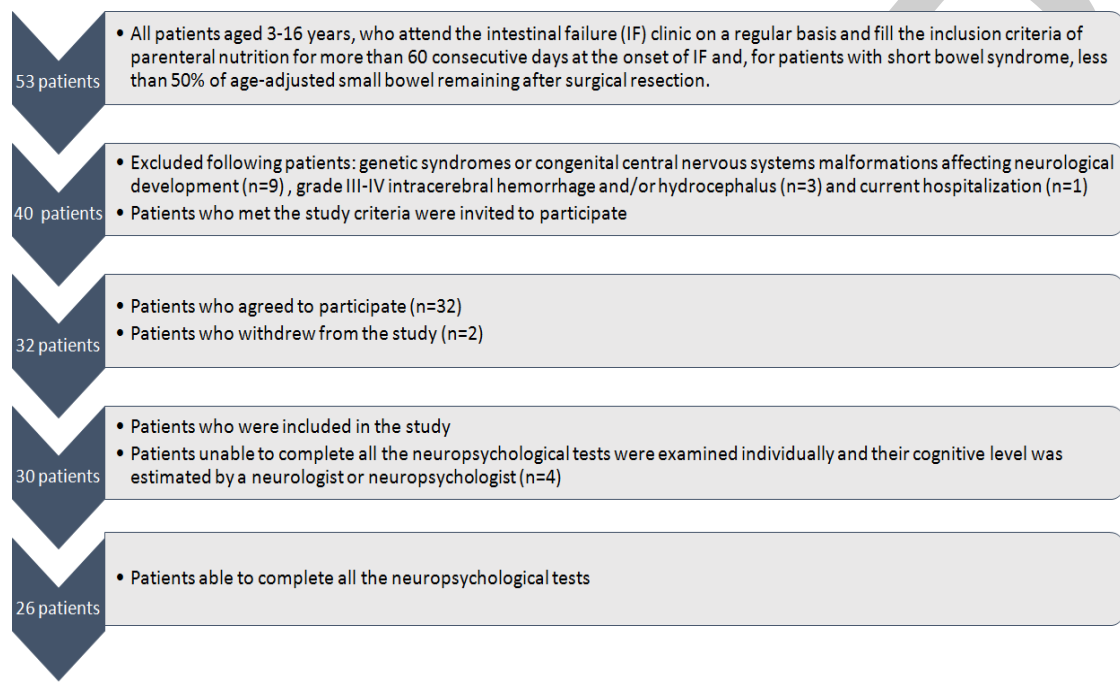 53 patients
• All patients aged 3-16 years, who attend the intestinal failure (IF) clinic on a regular basis and fill the inclusion criteria of
parenteral nutrition for more than 60 consecutive days at the onset of IF and, for patients with short bowel syndrome, less
than 50% of age-adjusted small bowel remaining after surgical resection.
40 patients
• Excluded following patients: genetic syndromes or congenital central nervous systems malformations affecting neurological
development (n=9) , grade III-IV intracerebral hemorrhage and/or hydrocephalus (n=3) and current hospitalization (n=1)
• Patients who met the study criteria were invited to participate
32 patients
• Patients who agreed to participate (n=32)
• Patients who withdrew from the study (n=2)
30 patients
• Patients who were included in the study
• Patients unable to complete all the neuropsychological tests were examined individually and their cognitive level was
estimated by a neurologist or neuropsychologist (n=4)
26 patients
• Patients able to complete all the neuropsychological tests